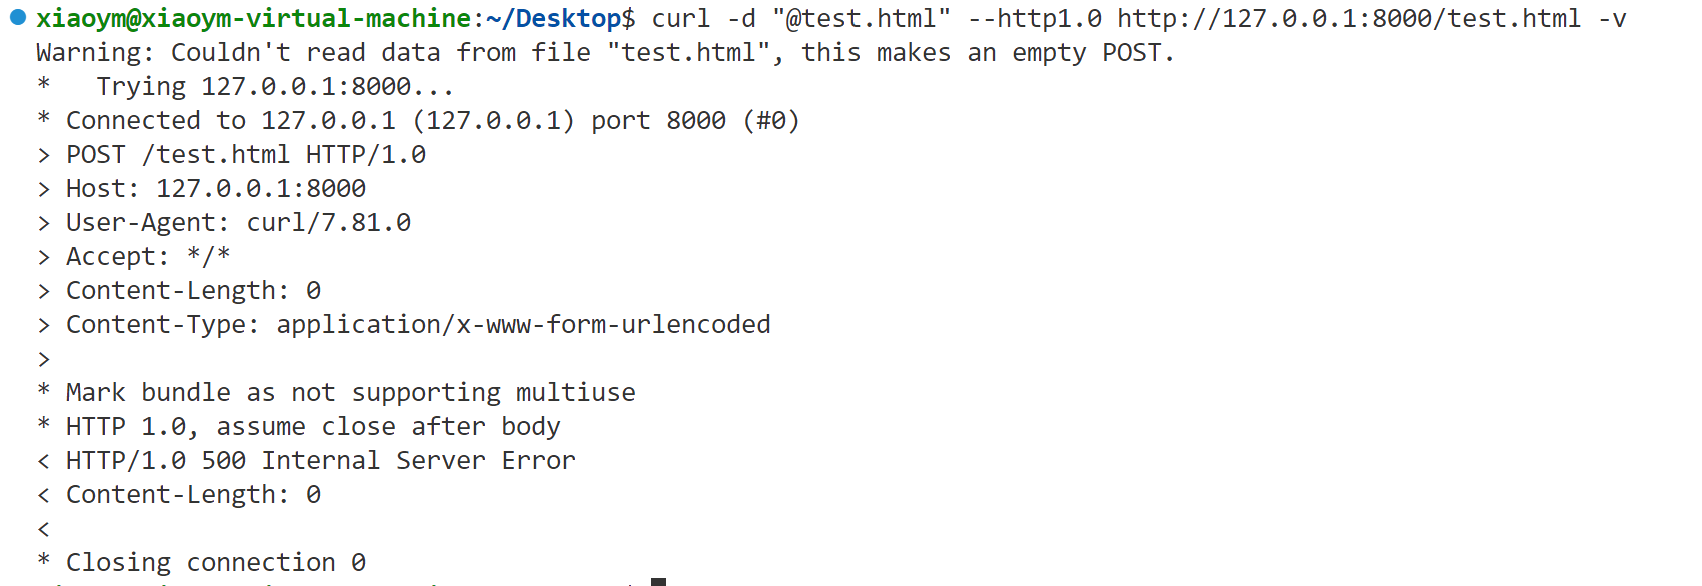 xiaoym@xiaoym-virtual-machine:~/Desktop$ curl -d "@test.html" --http1.0 http://127.0.0.1:8000/test.html -v
Warning: Couldn't read data from file "test.html", this makes an empty POST.
*   Trying 127.0.0.1:8000...
* Connected to 127.0.0.1 (127.0.0.1) port 8000 (#0)
> POST /test.html HTTP/1.0
> Host: 127.0.0.1:8000
> User-Agent: curl/7.81.0
> Accept: */*
> Content-Length: 0
> Content-Type: application/x-www-form-urlencoded
>
* Mark bundle as not supporting multiuse
* HTTP 1.0, assume close after body
< HTTP/1.0 500 Internal Server Error
< Content-Length: 0
<
* Closing connection 0